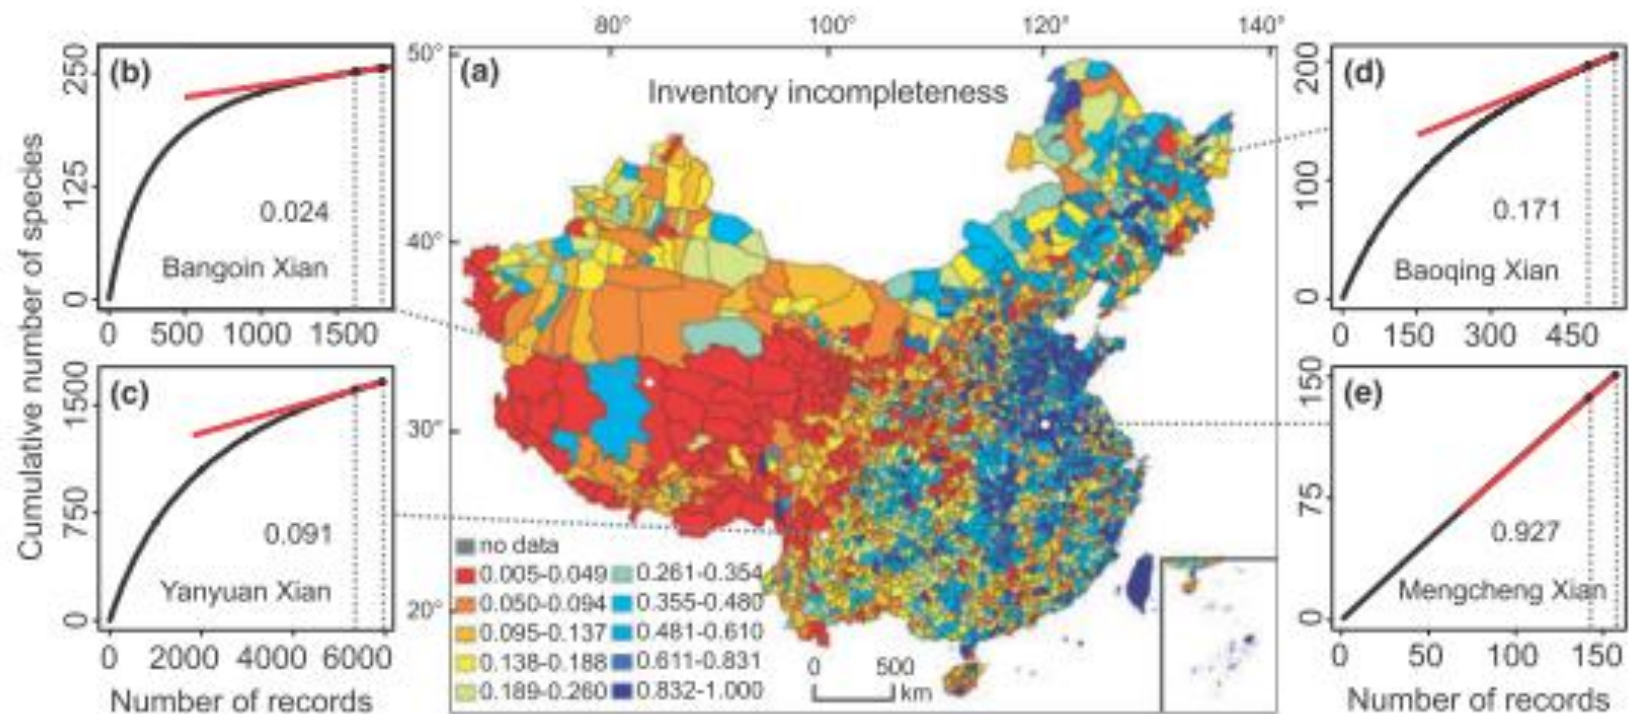 80° 100° 120° 140°
50°
40°
30°
20°
(a)
Inventory incompleteness
no data
0.005-0.049
0.050-0.094
0.095-0.137
0.138-0.188
0.189-0.260
0.261-0.354
0.355-0.480
0.481-0.610
0.611-0.831
0.832-1.000
0 500
km
Cumulative number of species
(b)
250
125
0
0.024
Bangoin Xian
0 500 1000 1500
(c)
1500
750
0
0.091
Yanyuan Xian
0 2000 4000 6000
Number of records
(d)
200
100
0
0.171
Baoqing Xian
0 150 300 450
(e)
150
75
0
0.927
Mengcheng Xian
0 50 100 150
Number of records